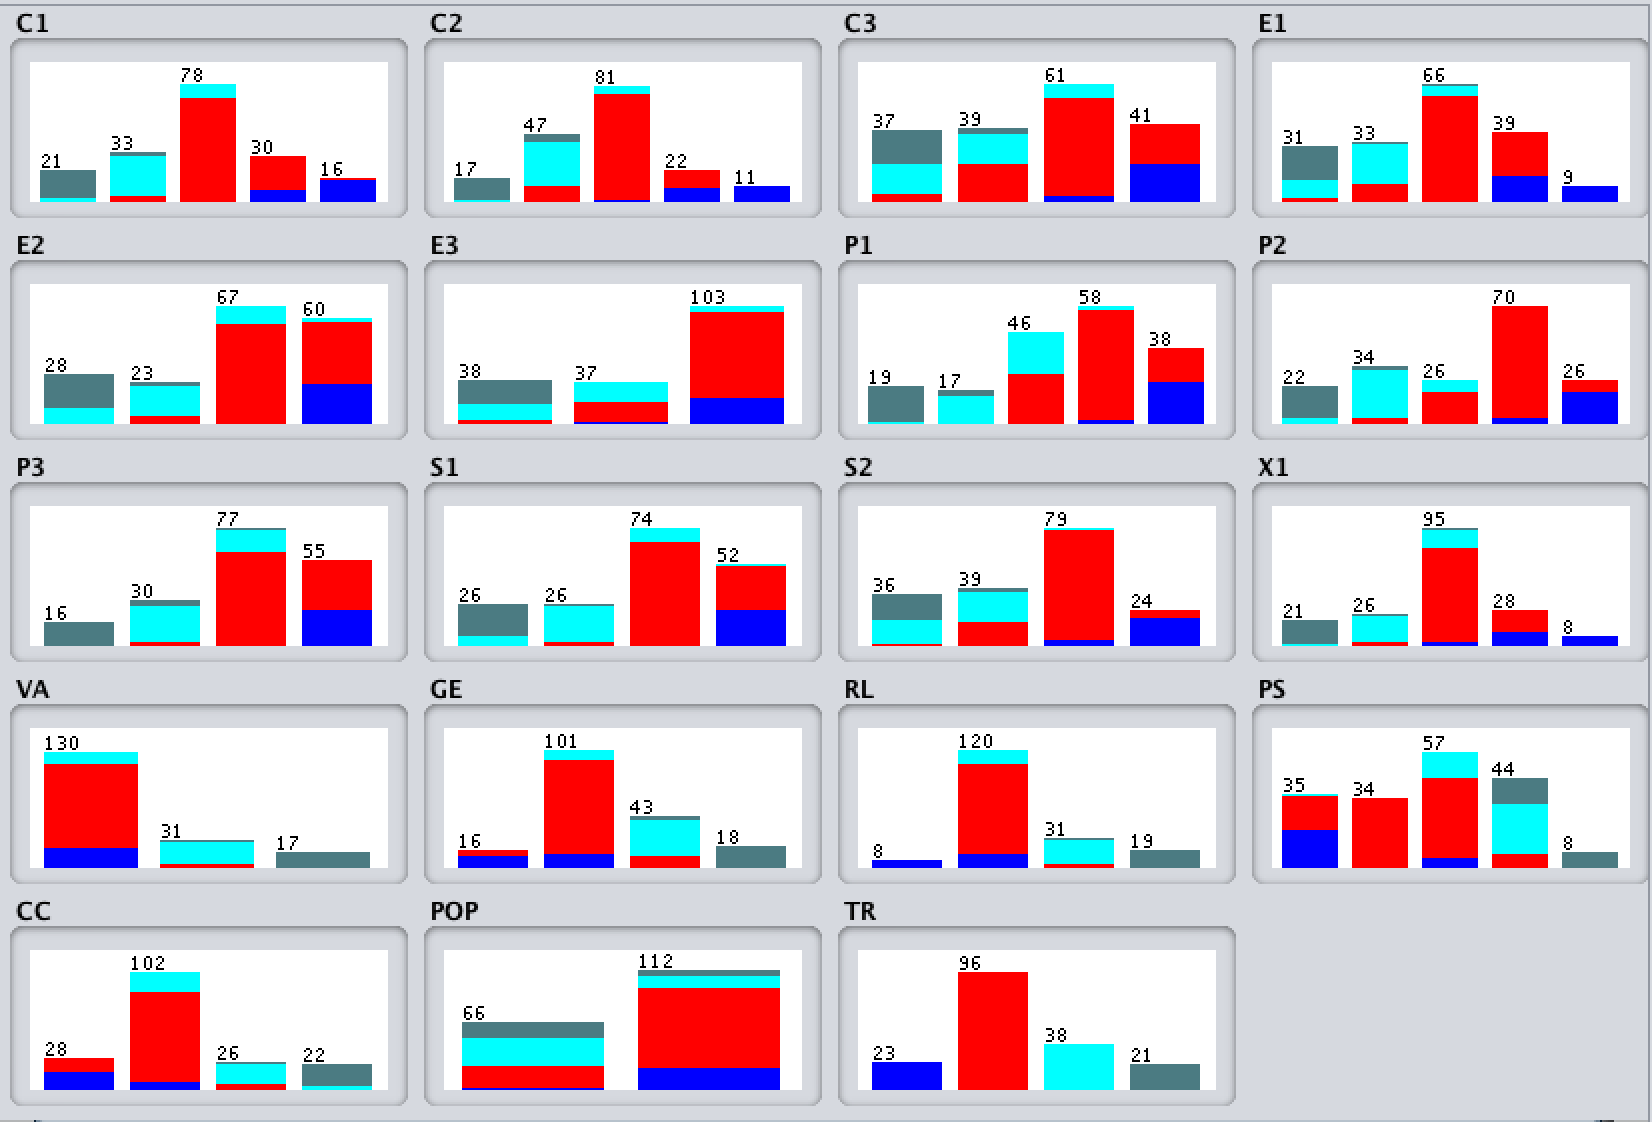 C1 C2 C3 E1
21 33 78 30 16 17 47 81 22 11 37 39 61 41 31 33 66 39 9
E2 E3 P1 P2
28 23 67 60 38 37 103 19 17 46 58 38 22 34 26 70 26
P3 S1 S2 X1
16 30 77 55 26 26 74 52 36 39 79 24 21 26 95 28 8
VA GE RL PS
130 31 17 16 101 43 18 8 120 31 19 35 34 57 44 8
CC POP TR
28 102 26 22 66 112 23 96 38 21